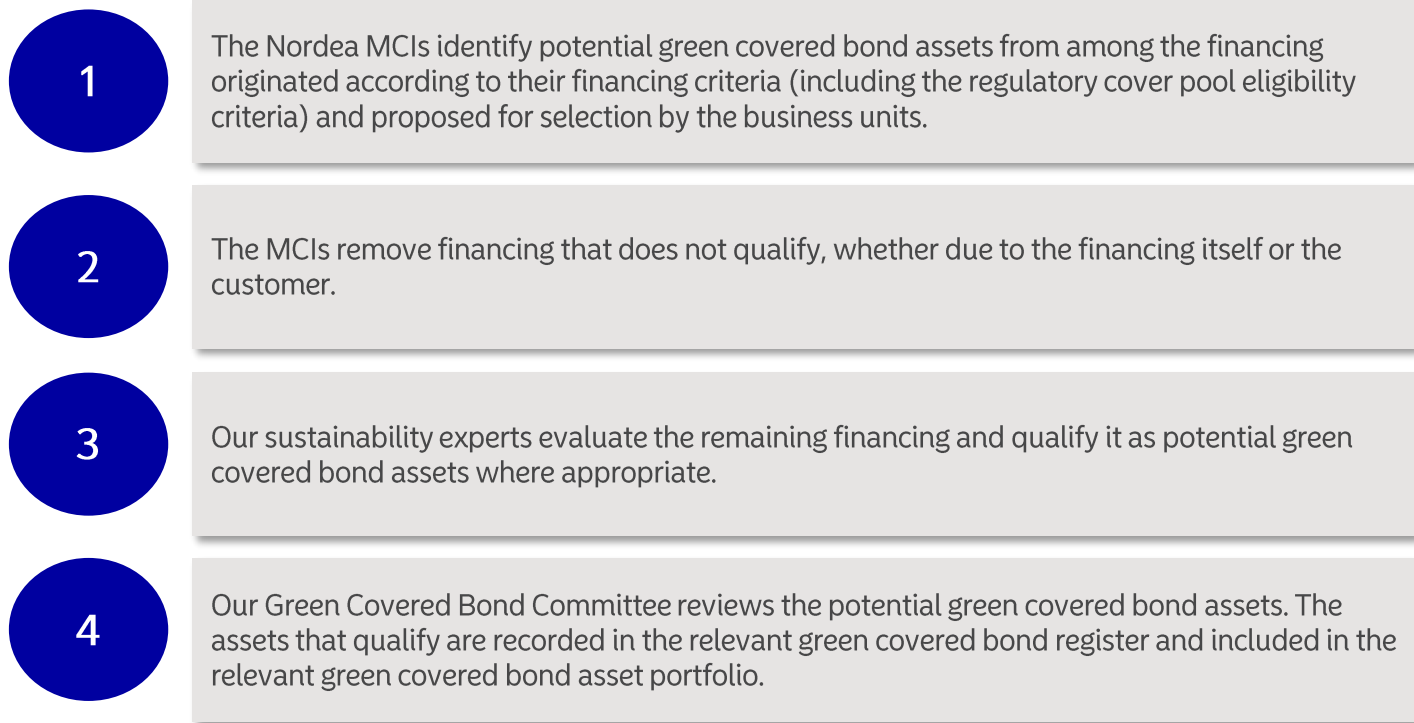 1
The Nordea MCIs identify potential green covered bond assets from among the financing
originated according to their financing criteria (including the regulatory cover pool eligibility
criteria) and proposed for selection by the business units.
2
The MCIs remove financing that does not qualify, whether due to the financing itself or the
customer.
3
Our sustainability experts evaluate the remaining financing and qualify it as potential green
covered bond assets where appropriate.
4
Our Green Covered Bond Committee reviews the potential green covered bond assets. The
assets that qualify are recorded in the relevant green covered bond register and included in the
relevant green covered bond asset portfolio.